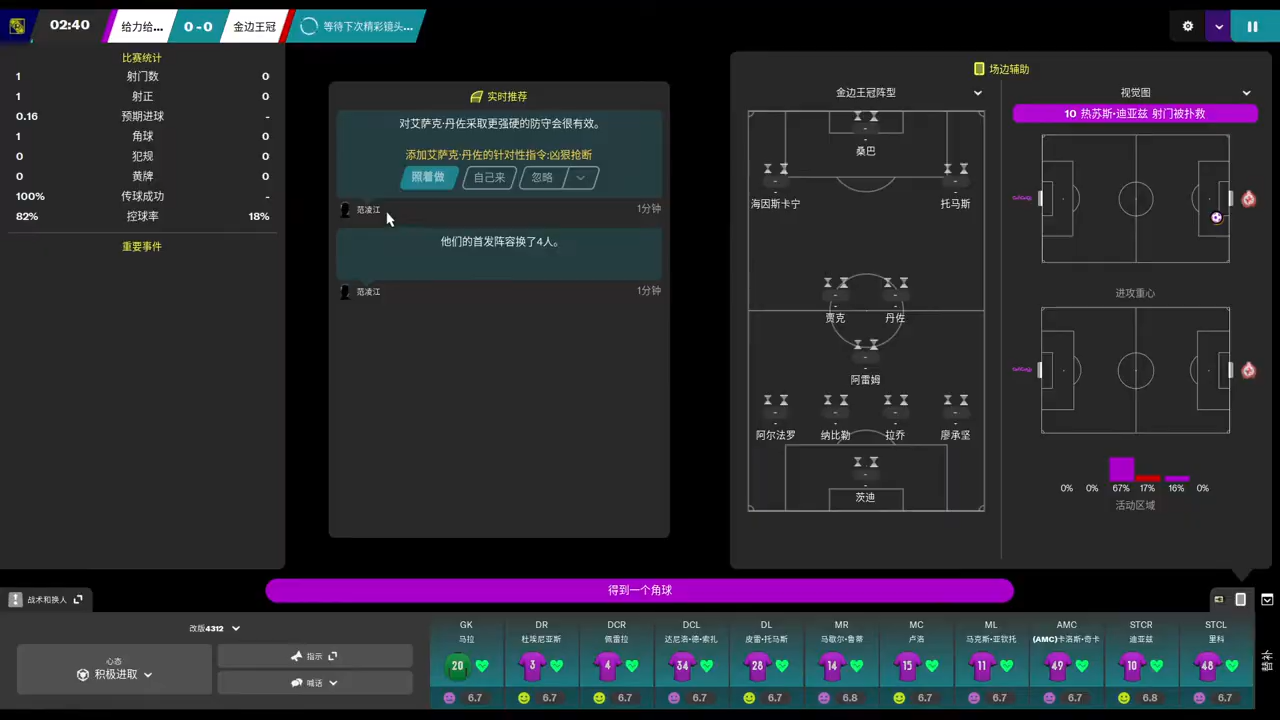 02:40
给力给...
0 - 0
金边王冠
等待下次精彩镜头...
比赛统计
1 射门数 0
1 射正 0
0.16 预期进球 -
1 角球 0
0 犯规 0
0 黄牌 0
100% 传球成功 -
82% 控球率 18%
重要事件
实时推荐
对艾萨克·丹佐采取更强硬的防守会很有效。
添加艾萨克·丹佐的针对性指令:凶狠抢断
照着做 自己来 忽略
范凌江 1分钟
他们的首发阵容换了4人。
范凌江 1分钟
场边辅助
金边王冠阵型
桑巴
海因斯卡宁 托马斯
贾克 丹佐
阿雷姆
阿尔法罗 纳比勒 拉乔 廖承坚
茨迪
视觉图
10 热苏斯·迪亚兹 射门被扑救
进攻重心
0% 0% 67% 17% 16% 0%
活动区域
得到一个角球
战术和换人
改版4312
心态
积极进取
指示
喊话
GK DR DCR DCL DL MR MC ML AMC STCR STCL
马拉 杜埃尼亚斯 佩雷拉 达尼洛·德·索扎 皮雷·托马斯 马歇尔·鲁蒂 卢洛 马克斯·亚钦托 (AMC)卡洛斯·奇卡 迪亚兹 里科
20 3 4 34 28 14 15 11 49 10 48
6.7 6.7 6.7 6.7 6.7 6.8 6.7 6.7 6.7 6.8 6.7
替补